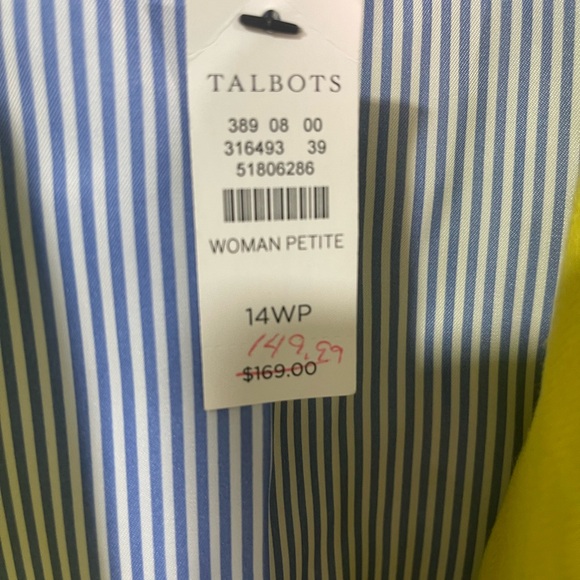 TALBOTS
389 08 00
316493 39
51806286
WOMAN PETITE
14WP
149.99
$169.00